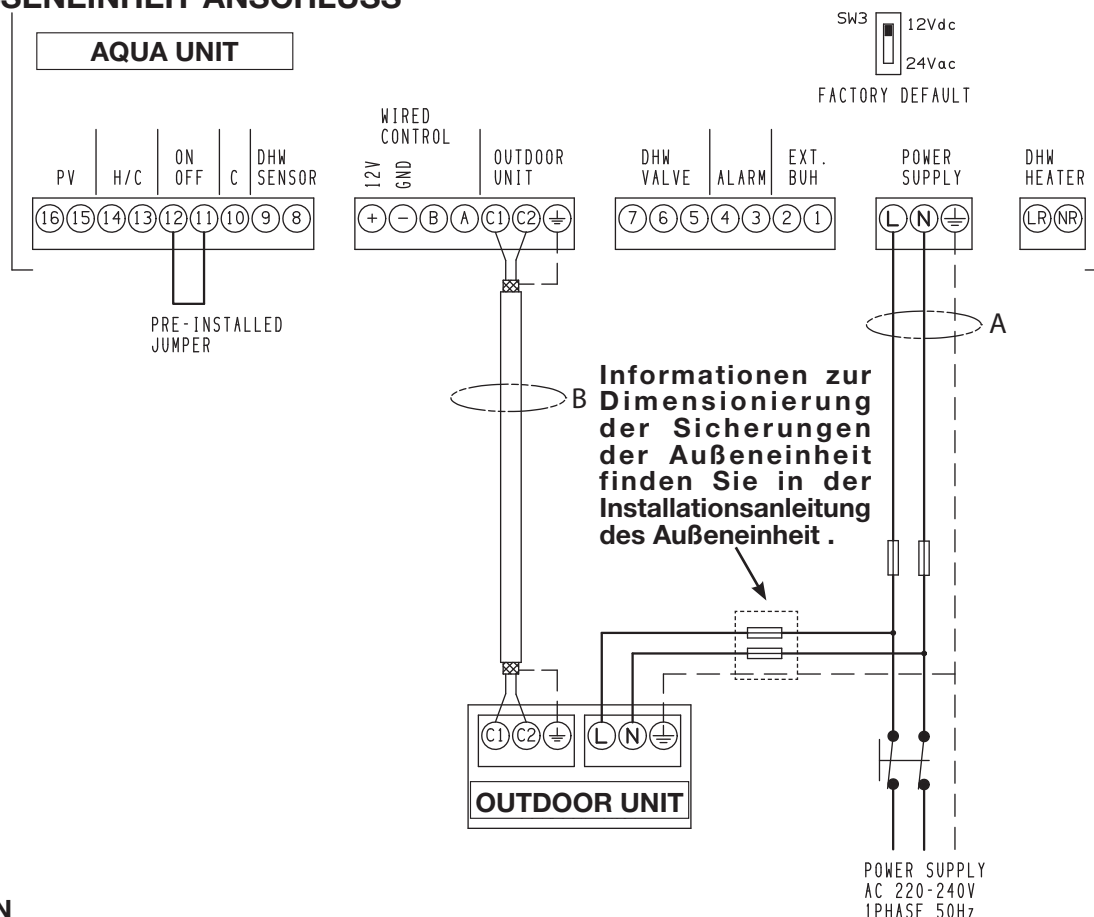 SENEINHEIT ANSCHLUSS
AQUA UNIT
SW3
12Vdc
24Vac
FACTORY DEFAULT
PV
H/C
ON
OFF
C
DHW
SENSOR
16 15 14 13 12 11 10 9 8
PRE-INSTALLED
JUMPER
WIRED
CONTROL
12V
GND
OUTDOOR
UNIT
+ - B A C1 C2
DHW
VALVE
ALARM
EXT.
BUH
7 6 5 4 3 2 1
POWER
SUPPLY
L N
DHW
HEATER
LR NR
A
B
Informationen zur
Dimensionierung
der Sicherungen
der Außeneinheit
finden Sie in der
Installationsanleitung
des Außeneinheit .
C1 C2
L N
OUTDOOR UNIT
POWER SUPPLY
AC 220-240V
1PHASE 50Hz
N